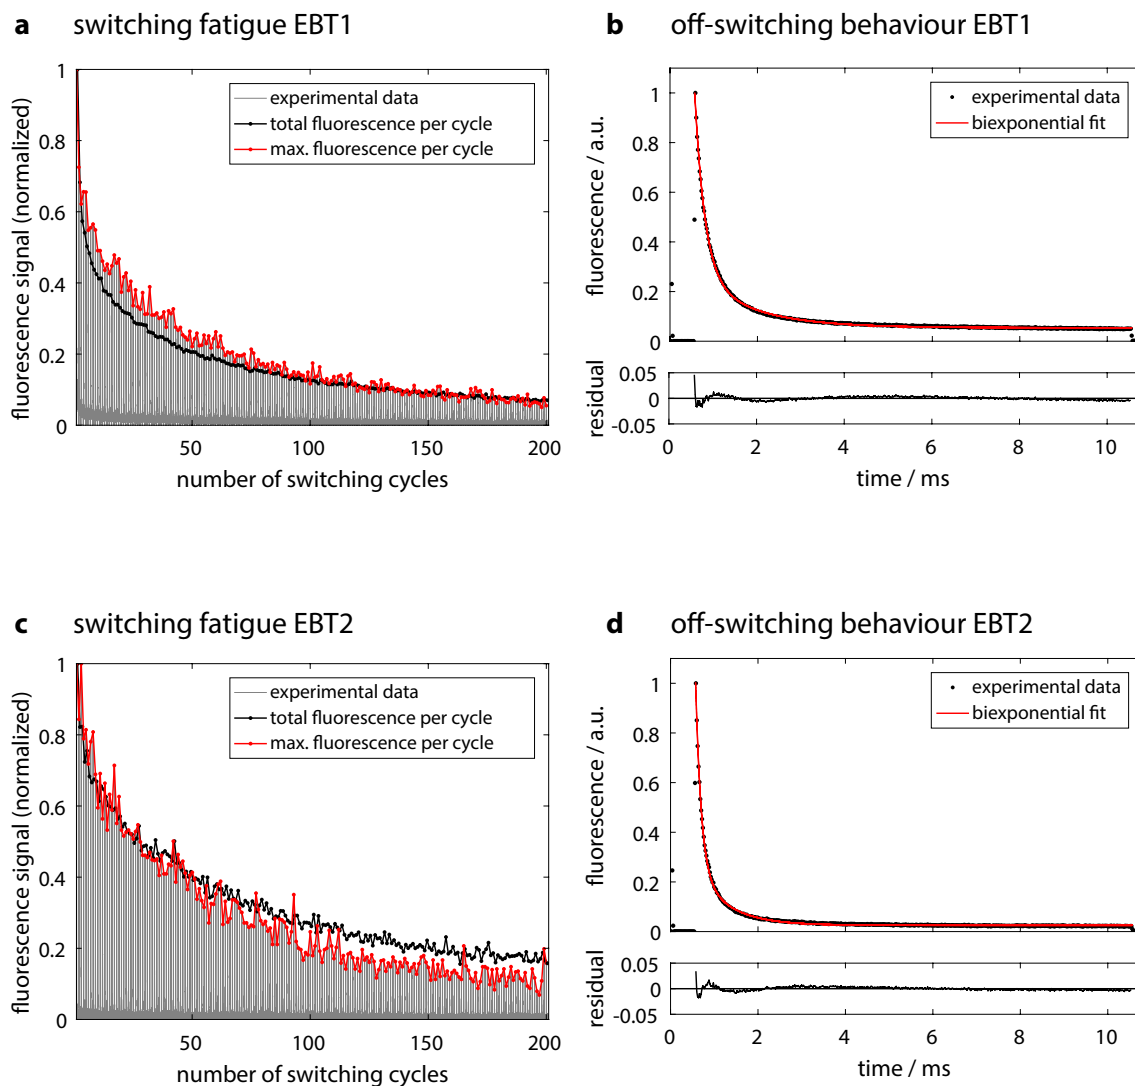 a switching fatigue EBT1
1
0.8
0.6
0.4
0.2
0
fluorescence signal (normalized)
experimental data
total fluorescence per cycle
max. fluorescence per cycle
50 100 150 200
number of switching cycles
b off-switching behaviour EBT1
1
0.8
0.6
0.4
0.2
0
fluorescence / a.u.
experimental data
biexponential fit
0.05
0
-0.05
residual
0 2 4 6 8 10
time / ms
c switching fatigue EBT2
1
0.8
0.6
0.4
0.2
0
fluorescence signal (normalized)
experimental data
total fluorescence per cycle
max. fluorescence per cycle
50 100 150 200
number of switching cycles
d off-switching behaviour EBT2
1
0.8
0.6
0.4
0.2
0
fluorescence / a.u.
experimental data
biexponential fit
0.05
0
-0.05
residual
0 2 4 6 8 10
time / ms